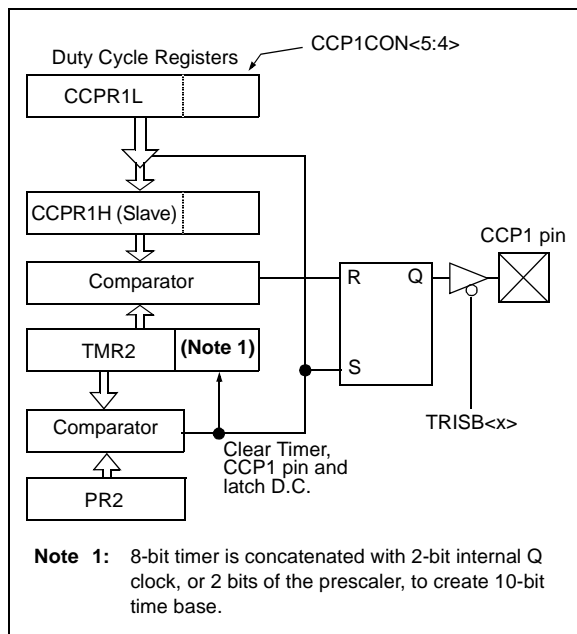 CCP1CON<5:4>
Duty Cycle Registers
CCPR1L
CCPR1H (Slave)
CCP1 pin
Comparator
R
Q
TMR2
(Note 1)
S
TRISB<x>
Comparator
Clear Timer,
CCP1 pin and
latch D.C.
PR2
Note 1: 8-bit timer is concatenated with 2-bit internal Q
clock, or 2 bits of the prescaler, to create 10-bit
time base.